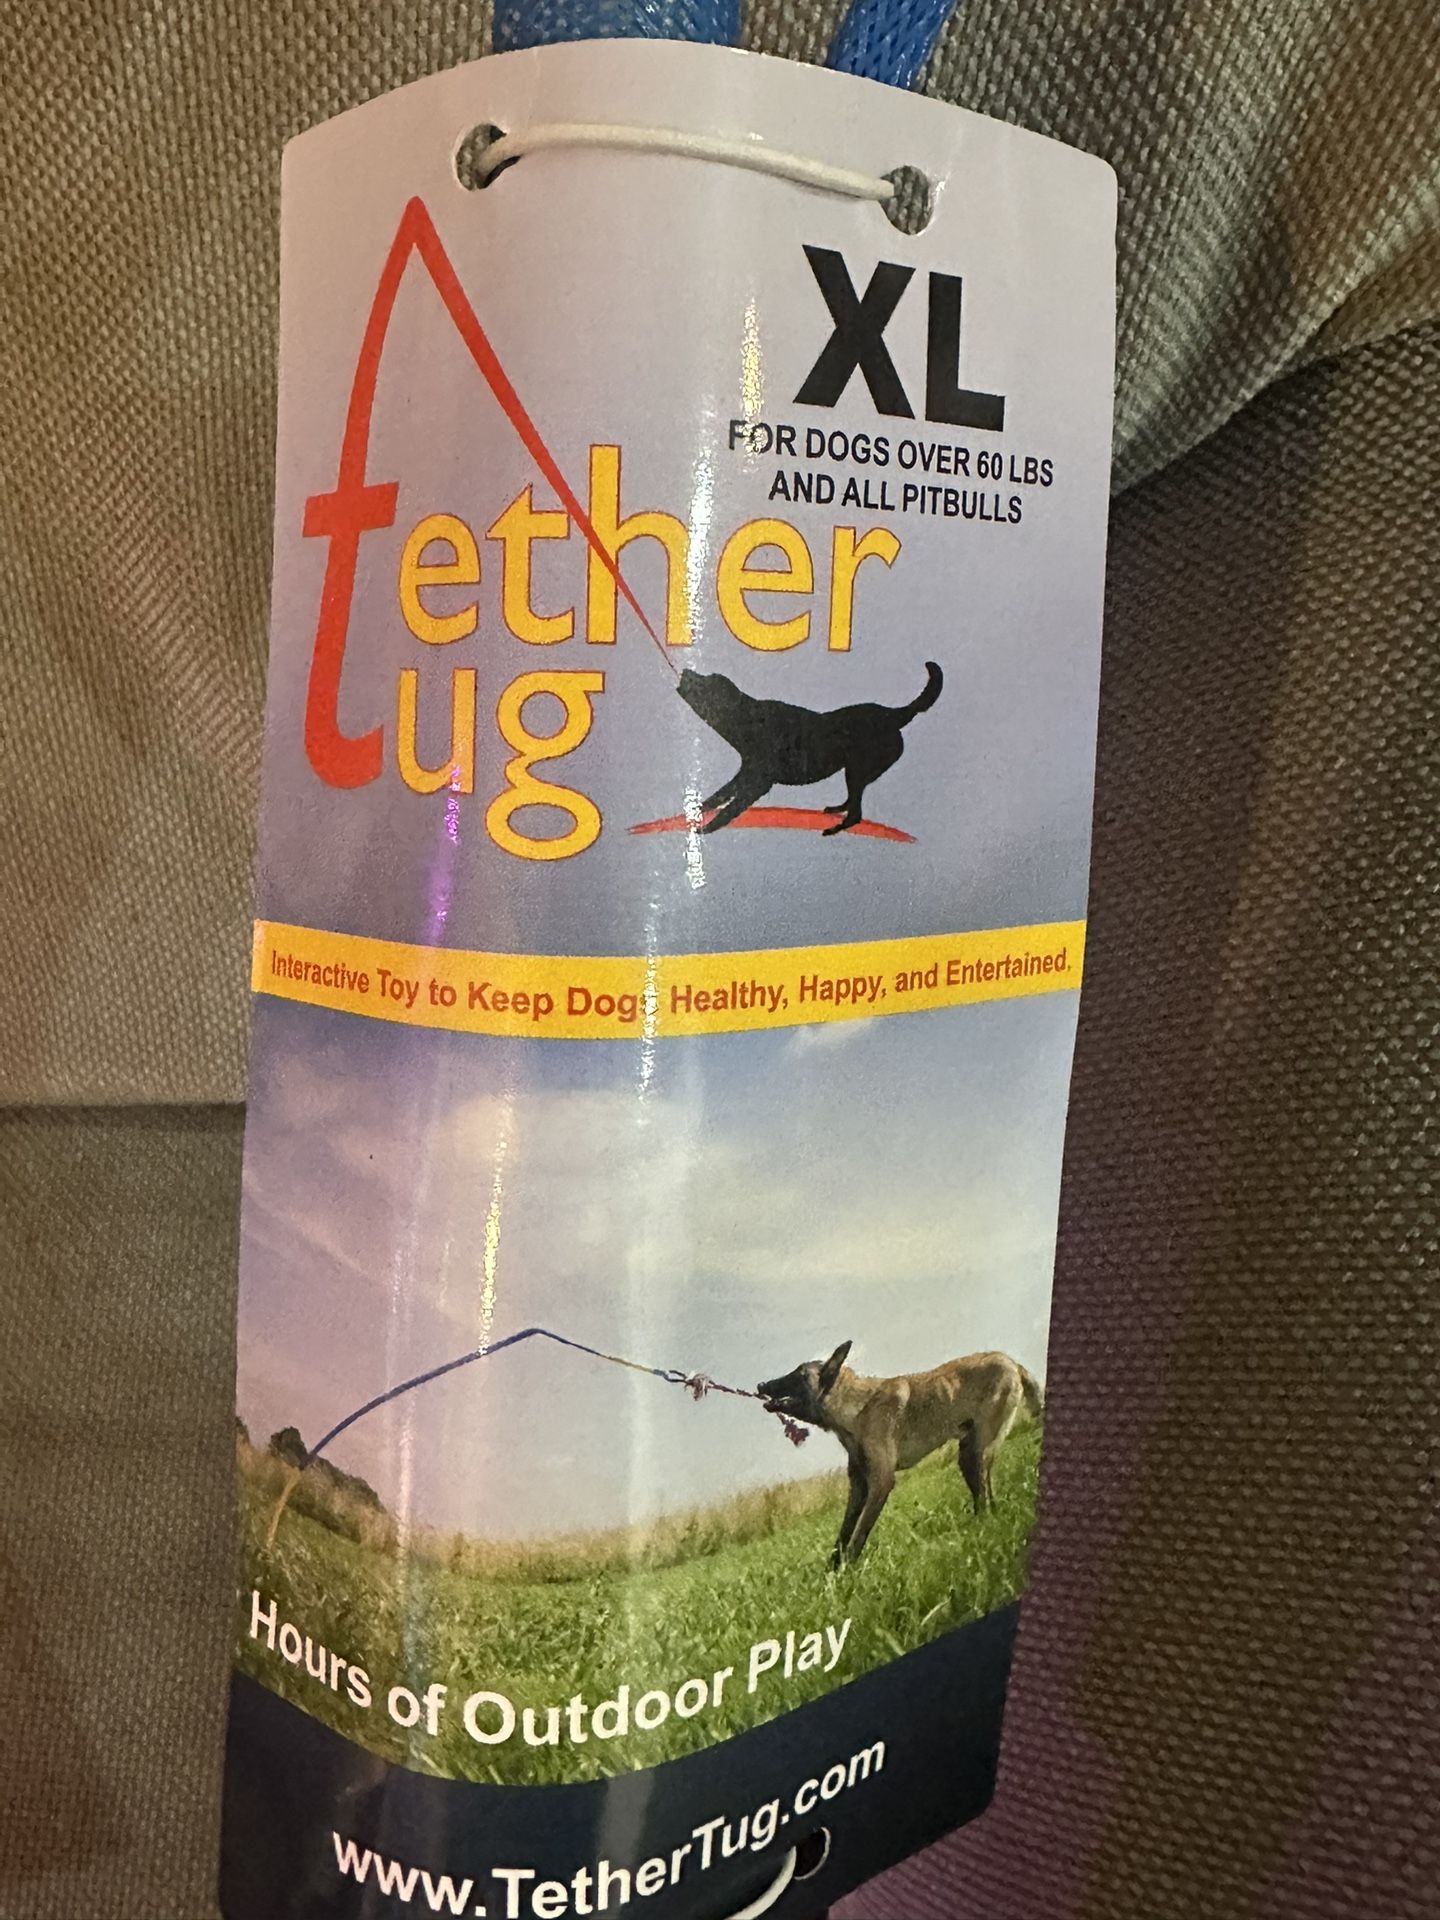 XL
FOR DOGS OVER 60 LBS
AND ALL PITBULLS
tether
tug
Interactive Toy to Keep Dogs Healthy, Happy, and Entertained.
Hours of Outdoor Play
www.TetherTug.com